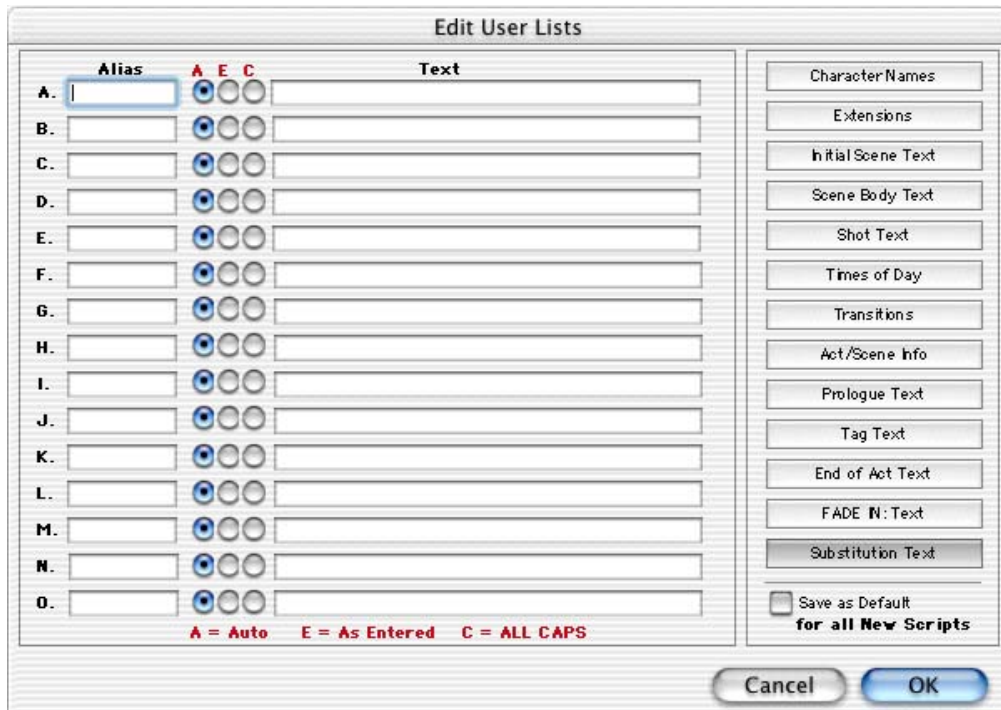 Edit User Lists
Alias A E C Text
A.
B.
C.
D.
E.
F.
G.
H.
I.
J.
K.
L.
M.
N.
O.
A = Auto E = As Entered C = ALL CAPS
Character Names
Extensions
Initial Scene Text
Scene Body Text
Shot Text
Times of Day
Transitions
Act/Scene Info
Prologue Text
Tag Text
End of Act Text
FADE IN: Text
Substitution Text
Save as Default
for all New Scripts
Cancel OK